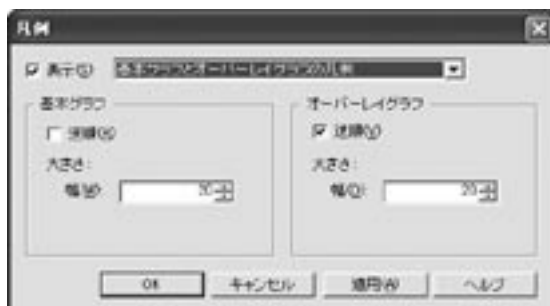 凡例
表示(S) 基本グラフとオーバーレイグラフの凡例
基本グラフ
逆順(R)
大きさ:
幅(W): 20
オーバーレイグラフ
逆順(V)
大きさ:
幅(D): 20
OK キャンセル 適用(A) ヘルプ